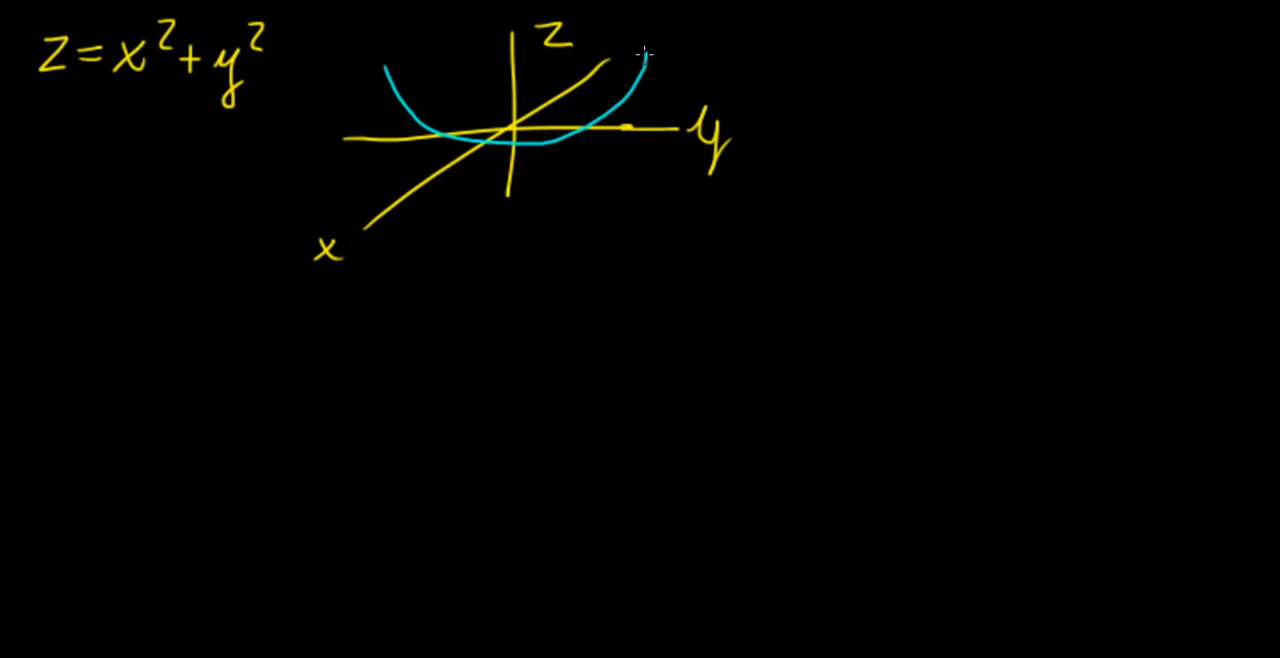 z = x² + y²
z
y
x